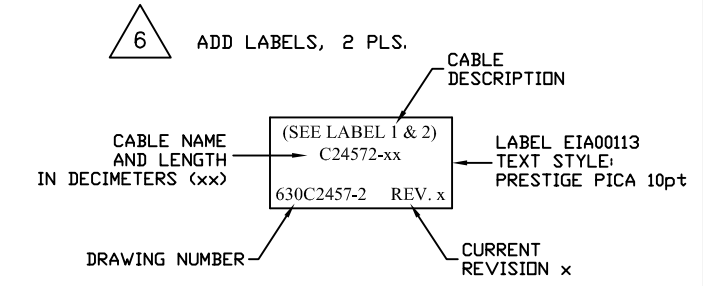 6
ADD LABELS, 2 PLS.
CABLE
DESCRIPTION
CABLE NAME
AND LENGTH
IN DECIMETERS (xx)
(SEE LABEL 1 & 2)
C24572-xx
630C2457-2 REV. x
LABEL EIA00113
TEXT STYLE:
PRESTIGE PICA 10pt
DRAWING NUMBER
CURRENT
REVISION x